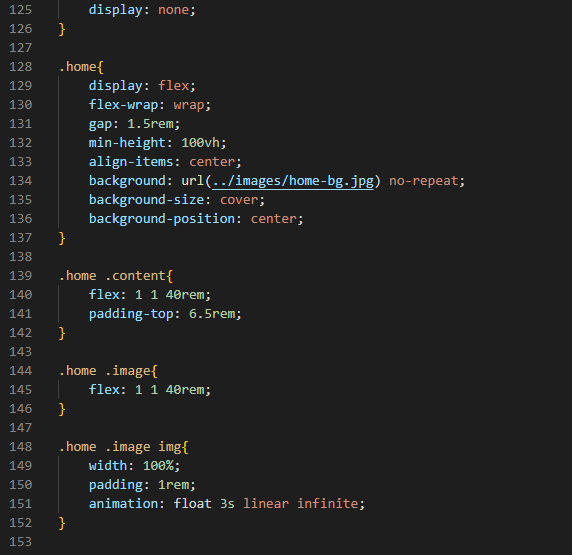 125         display: none;
126     }
127
128     .home{
129         display: flex;
130         flex-wrap: wrap;
131         gap: 1.5rem;
132         min-height: 100vh;
133         align-items: center;
134         background: url(../images/home-bg.jpg) no-repeat;
135         background-size: cover;
136         background-position: center;
137     }
138
139     .home .content{
140         flex: 1 1 40rem;
141         padding-top: 6.5rem;
142     }
143
144     .home .image{
145         flex: 1 1 40rem;
146     }
147
148     .home .image img{
149         width: 100%;
150         padding: 1rem;
151         animation: float 3s linear infinite;
152     }
153